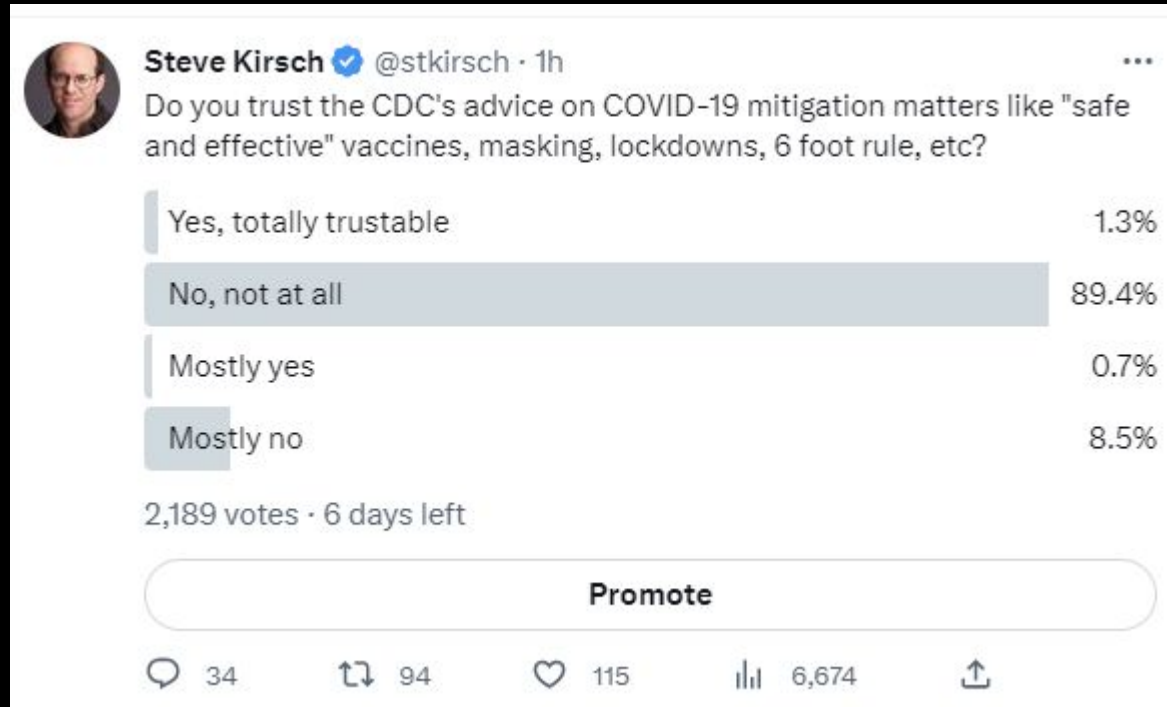 Steve Kirsch @stkirsch · 1h
Do you trust the CDC's advice on COVID-19 mitigation matters like "safe
and effective" vaccines, masking, lockdowns, 6 foot rule, etc?
Yes, totally trustable 1.3%
No, not at all 89.4%
Mostly yes 0.7%
Mostly no 8.5%
2,189 votes · 6 days left
Promote
34 94 115 6,674